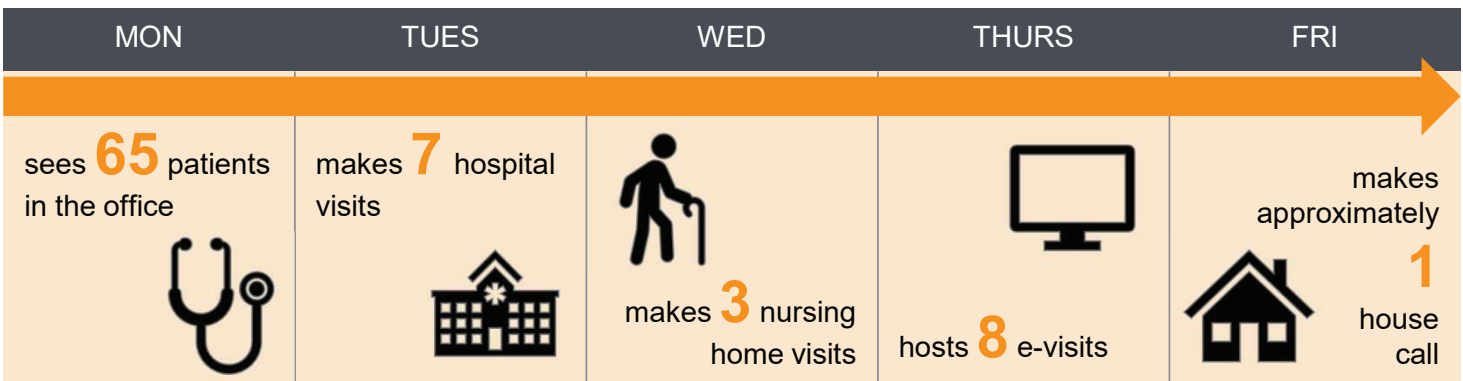 MON
TUES
WED
THURS
FRI
sees 65 patients
in the office
makes 7 hospital
visits
makes 3 nursing
home visits
hosts 8 e-visits
makes
approximately
1
house
call